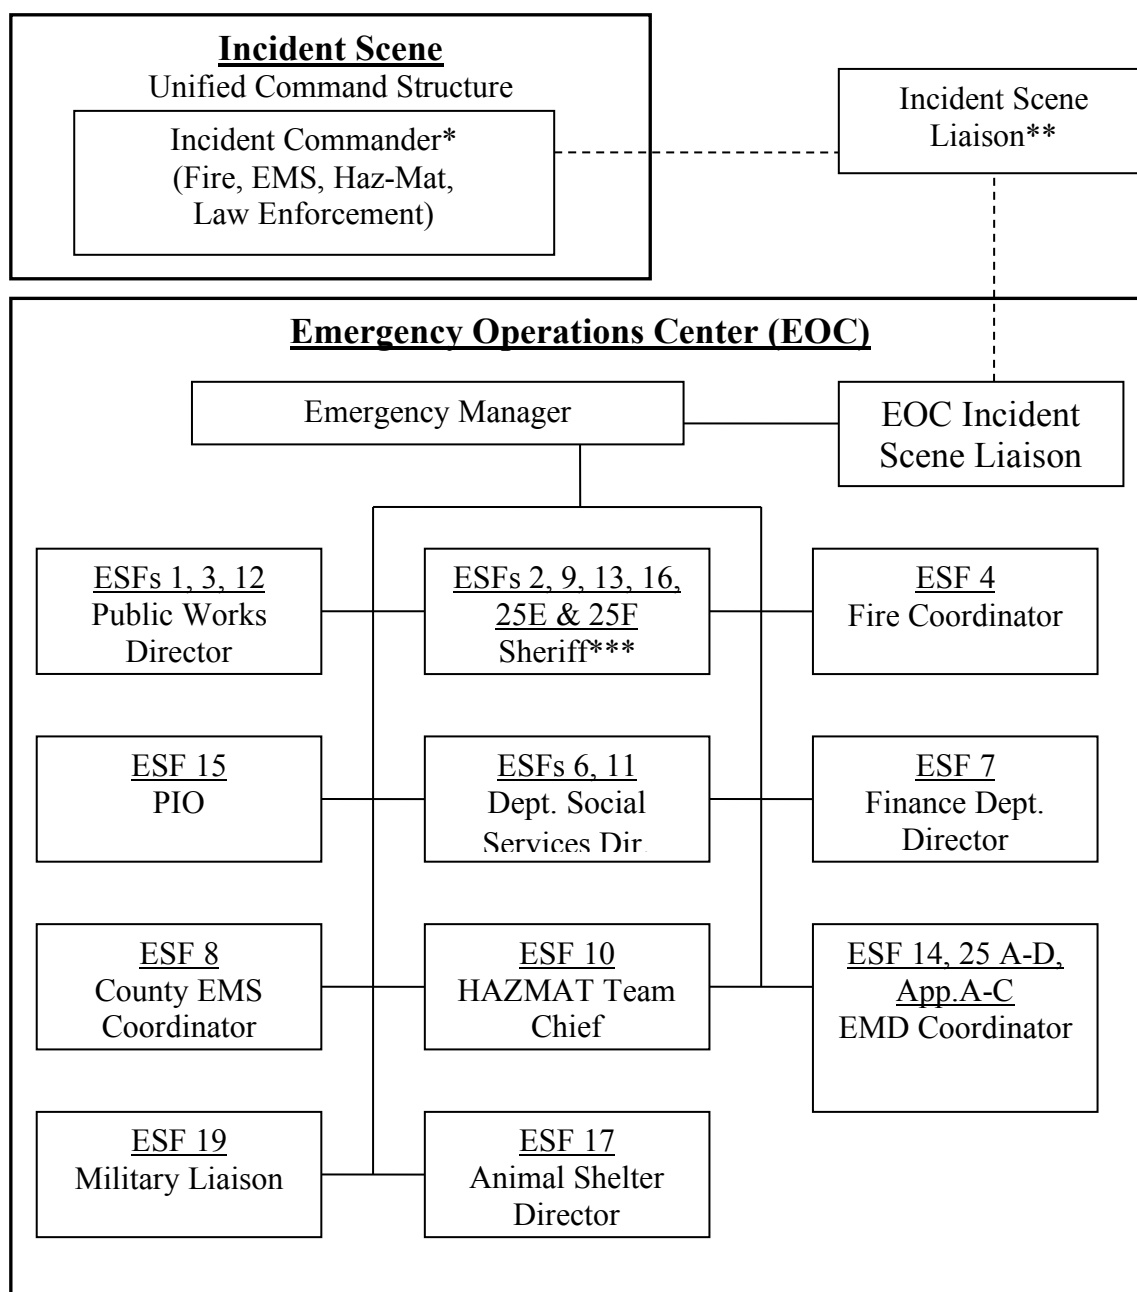 Incident Scene
Unified Command Structure
Incident Commander*
(Fire, EMS, Haz-Mat,
Law Enforcement)
Incident Scene
Liaison**
Emergency Operations Center (EOC)
Emergency Manager
EOC Incident
Scene Liaison
ESFs 1, 3, 12
Public Works
Director
ESFs 2, 9, 13, 16,
25E & 25F
Sheriff***
ESF 4
Fire Coordinator
ESF 15
PIO
ESFs 6, 11
Dept. Social
Services Dir.
ESF 7
Finance Dept.
Director
ESF 8
County EMS
Coordinator
ESF 10
HAZMAT Team
Chief
ESF 14, 25 A-D,
App.A-C
EMD Coordinator
ESF 19
Military Liaison
ESF 17
Animal Shelter
Director